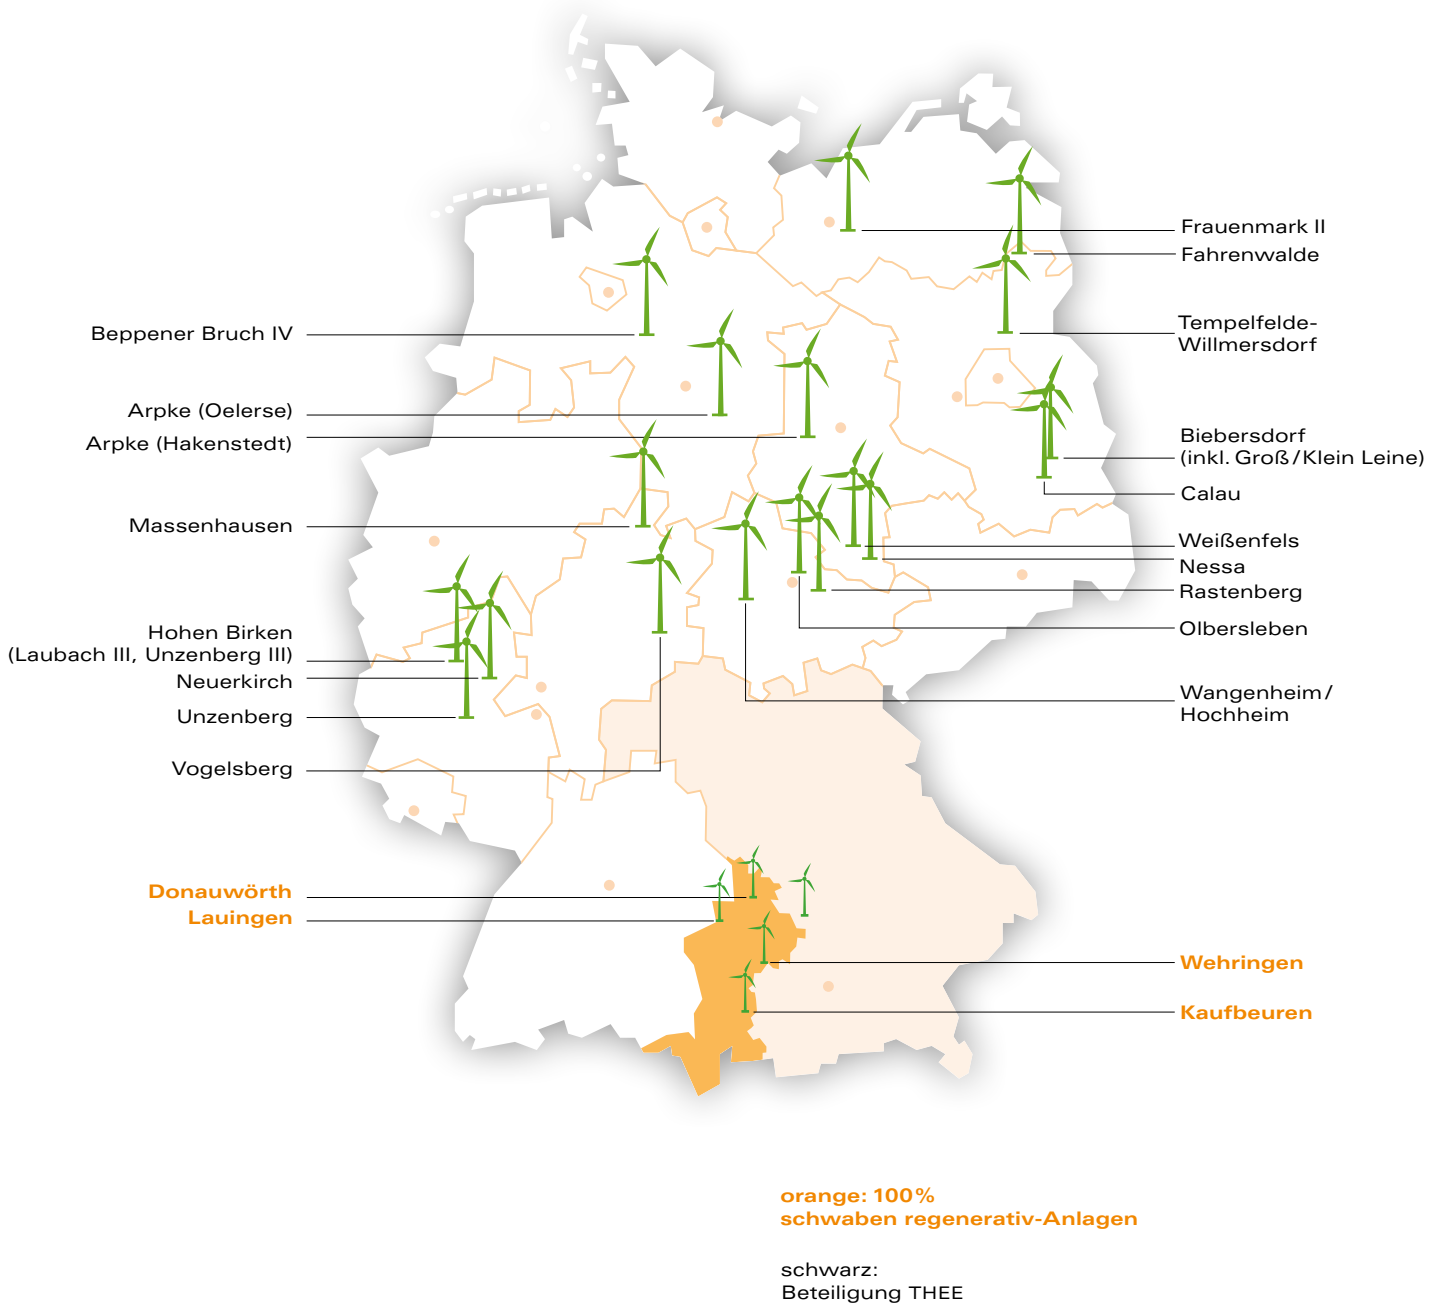 Frauenmark II
Fahrenwalde
Beppener Bruch IV
Tempelfelde-
Willmersdorf
Arpke (Oelerse)
Arpke (Hakenstedt)
Biebersdorf
(inkl. Groß/Klein Leine)
Calau
Massenhausen
Weißenfels
Nessa
Rastenberg
Olbersleben
Hohen Birken
(Laubach III, Unzenberg III)
Neuerkirch
Unzenberg
Wangenheim/
Hochheim
Vogelsberg
Donauwörth
Lauingen
Wehringen
Kaufbeuren
orange: 100%
schwaben regenerativ-Anlagen
schwarz:
Beteiligung THEE